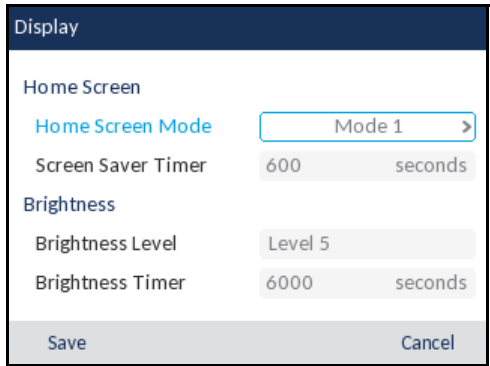 Display
Home Screen
Home Screen Mode Mode 1 >
Screen Saver Timer 600 seconds
Brightness
Brightness Level Level 5
Brightness Timer 6000 seconds
Save Cancel